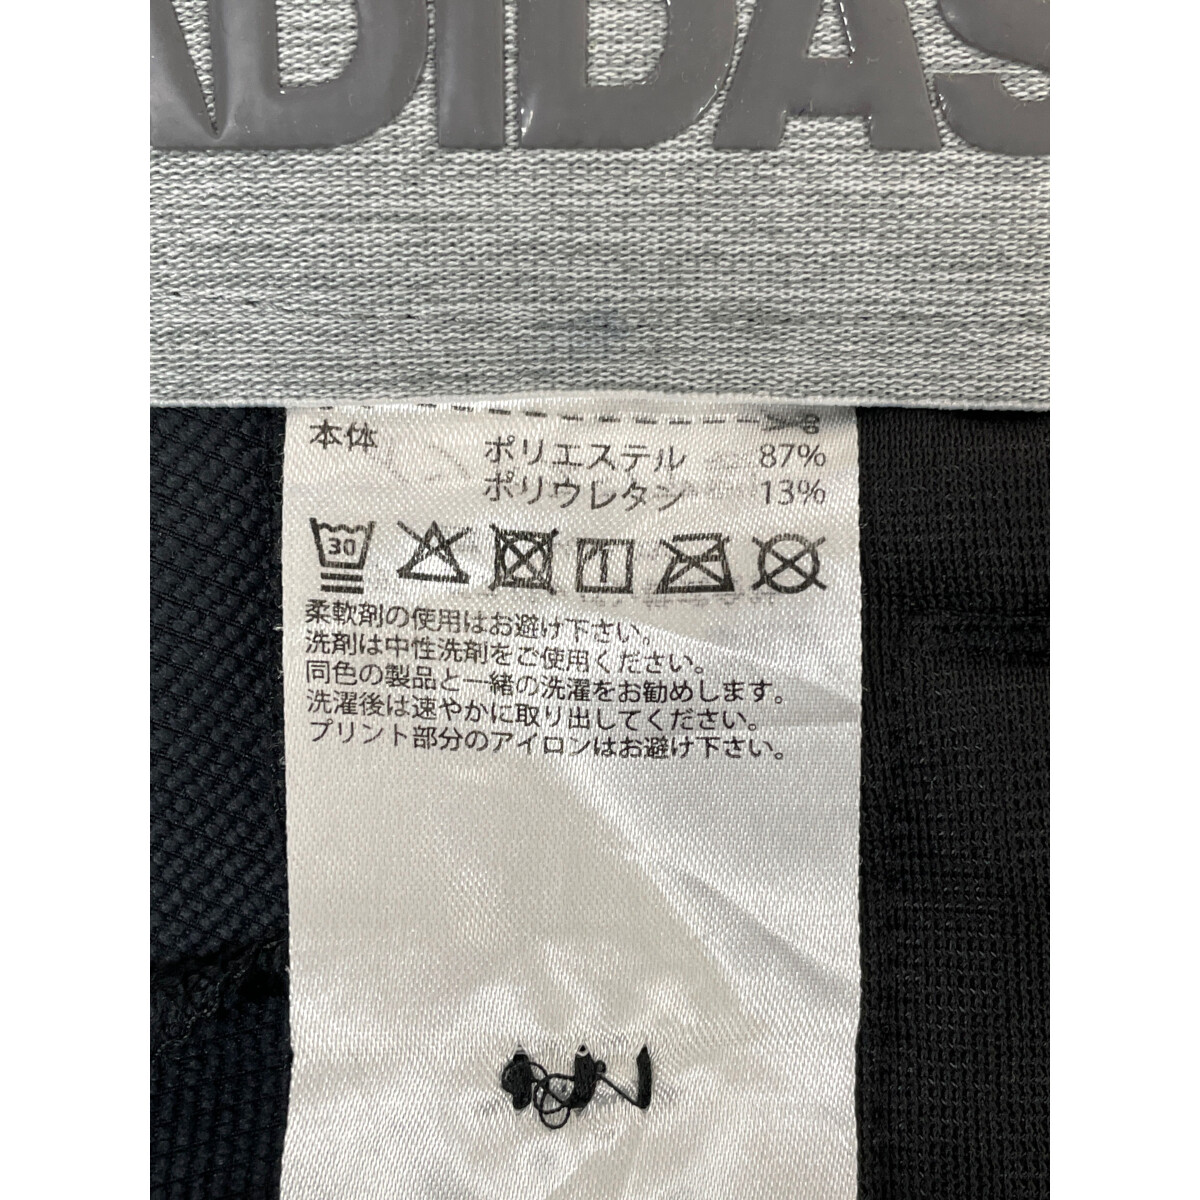 ADIDAS
本体 ポリエステル 87%
ポリウレタン 13%
30
1
柔軟剤の使用はお避け下さい。
洗剤は中性洗剤をご使用ください。
同色の製品と一緒の洗濯をお勧めします。
洗濯後は速やかに取り出してください。
プリント部分のアイロンはお避け下さい。